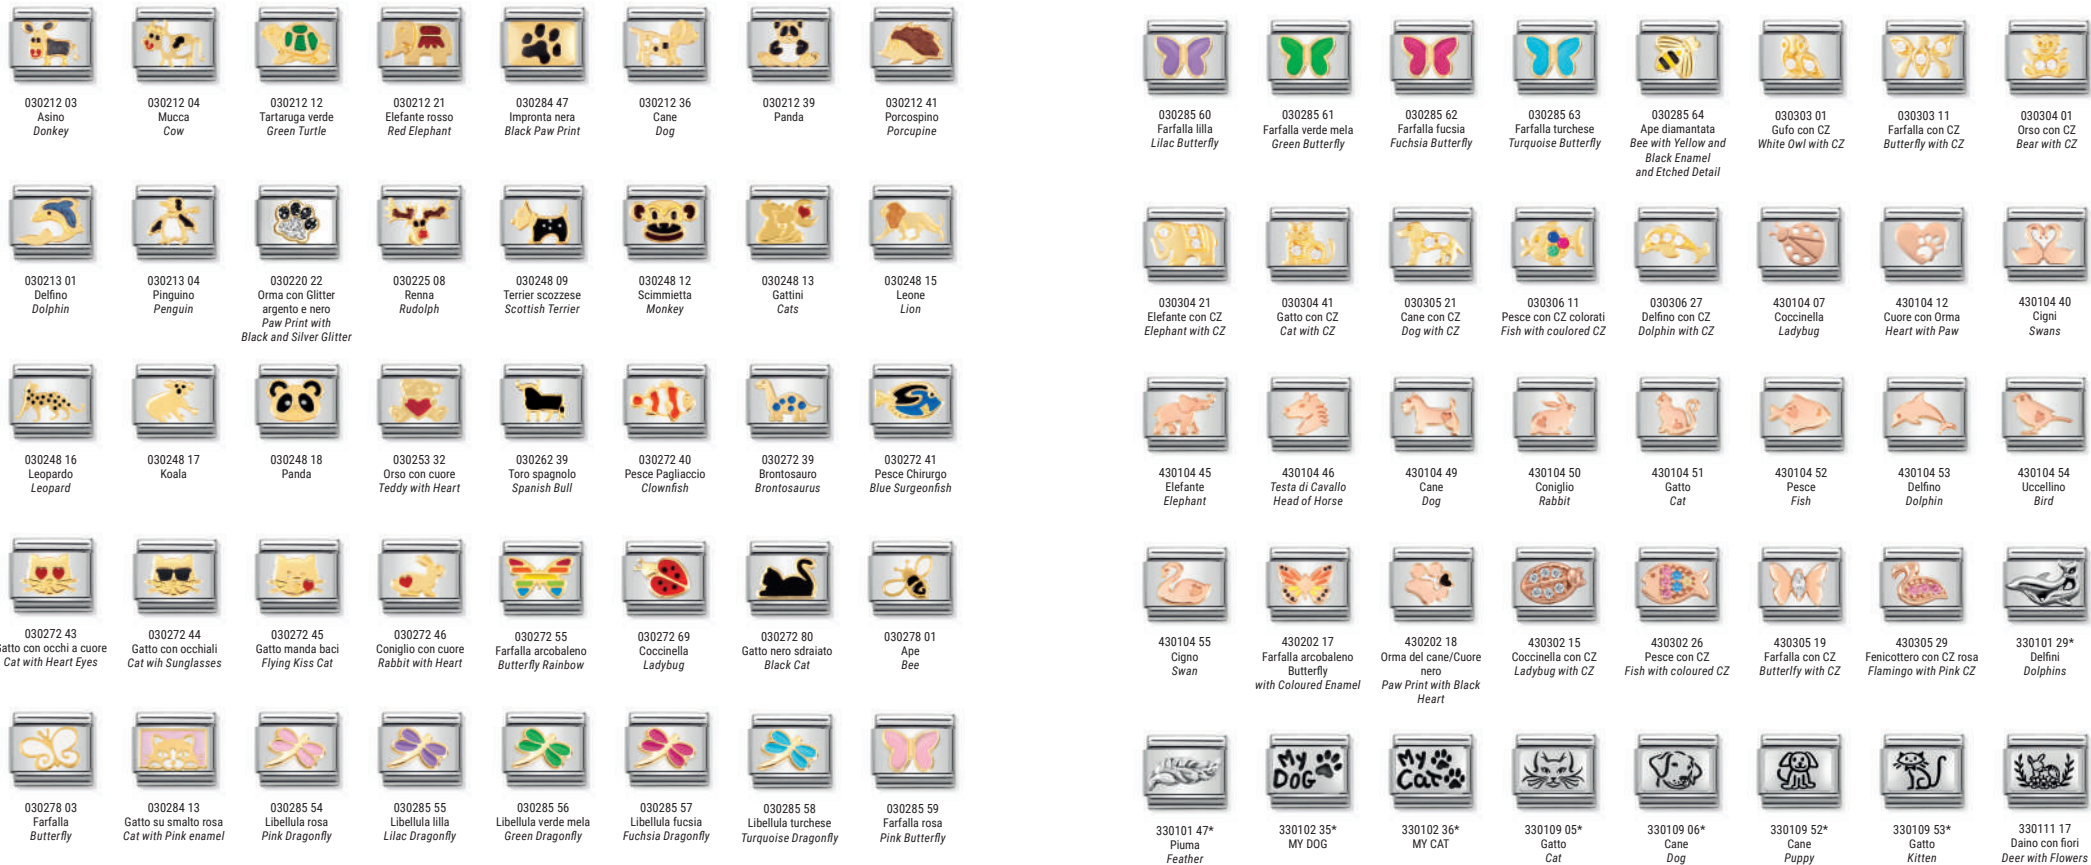 030212 03
Asino
Donkey
030212 04
Mucca
Cow
030212 12
Tartaruga verde
Green Turtle
030212 21
Elefante rosso
Red Elephant
030284 47
Impronta nera
Black Paw Print
030212 36
Cane
Dog
030212 39
Panda
030212 41
Porcospino
Porcupine
030213 01
Delfino
Dolphin
030213 04
Pinguino
Penguin
030220 22
Orma con Glitter
argento e nero
Paw Print with
Black and Silver Glitter
030225 08
Renna
Rudolph
030248 09
Terrier scozzese
Scottish Terrier
030248 12
Scimmietta
Monkey
030248 13
Gattini
Cats
030248 15
Leone
Lion
030248 16
Leopardo
Leopard
030248 17
Koala
030248 18
Panda
030253 32
Orso con cuore
Teddy with Heart
030262 39
Toro spagnolo
Spanish Bull
030272 40
Pesce Pagliaccio
Clownfish
030272 39
Brontosauro
Brontosaurus
030272 41
Pesce Chirurgo
Blue Surgeonfish
030272 43
Gatto con occhi a cuore
Cat with Heart Eyes
030272 44
Gatto con occhiali
Cat wih Sunglasses
030272 45
Gatto manda baci
Flying Kiss Cat
030272 46
Coniglio con cuore
Rabbit with Heart
030272 55
Farfalla arcobaleno
Butterfly Rainbow
030272 69
Coccinella
Ladybug
030272 80
Gatto nero sdraiato
Black Cat
030278 01
Ape
Bee
030278 03
Farfalla
Butterfly
030284 13
Gatto su smalto rosa
Cat with Pink enamel
030285 54
Libellula rosa
Pink Dragonfly
030285 55
Libellula lilla
Lilac Dragonfly
030285 56
Libellula verde mela
Green Dragonfly
030285 57
Libellula fucsia
Fuchsia Dragonfly
030285 58
Libellula turchese
Turquoise Dragonfly
030285 59
Farfalla rosa
Pink Butterfly
030285 60
Farfalla lilla
Lilac Butterfly
030285 61
Farfalla verde mela
Green Butterfly
030285 62
Farfalla fucsia
Fuchsia Butterfly
030285 63
Farfalla turchese
Turquoise Butterfly
030285 64
Ape diamantata
Bee with Yellow and
Black Enamel
and Etched Detail
030303 01
Gufo con CZ
White Owl with CZ
030303 11
Farfalla con CZ
Butterfly with CZ
030304 01
Orso con CZ
Bear with CZ
030304 21
Elefante con CZ
Elephant with CZ
030304 41
Gatto con CZ
Cat with CZ
030305 21
Cane con CZ
Dog with CZ
030306 11
Pesce con CZ colorati
Fish with couloured CZ
030306 27
Delfino con CZ
Dolphin with CZ
430104 07
Coccinella
Ladybug
430104 12
Cuore con Orma
Heart with Paw
430104 40
Cigni
Swans
430104 45
Elefante
Elephant
430104 46
Testa di Cavallo
Head of Horse
430104 49
Cane
Dog
430104 50
Coniglio
Rabbit
430104 51
Gatto
Cat
430104 52
Pesce
Fish
430104 53
Delfino
Dolphin
430104 54
Uccellino
Bird
430104 55
Cigno
Swan
430202 17
Farfalla arcobaleno
Butterfly
with Coloured Enamel
430202 18
Orma del cane/Cuore
nero
Paw Print with Black
Heart
430302 15
Coccinella con CZ
Ladybug with CZ
430302 26
Pesce con CZ
Fish with coloured CZ
430305 19
Farfalla con CZ
Butterlfy with CZ
430305 29
Fenicottero con CZ rosa
Flamingo with Pink CZ
330101 29*
Delfini
Dolphins
My
DOG
My
Cat
330101 47*
Piuma
Feather
330102 35*
MY DOG
330102 36*
MY CAT
330109 05*
Gatto
Cat
330109 06*
Cane
Dog
330109 52*
Cane
Puppy
330109 53*
Gatto
Kitten
330111 17
Daino con fiori
Deer with Flowers